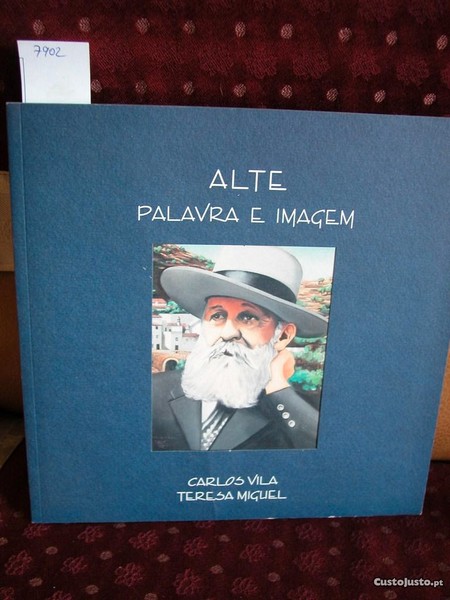 7902
ALTE
PALAVRA E IMAGEM
CARLOS VILA
TERESA MIGUEL
CustoJusto.pt